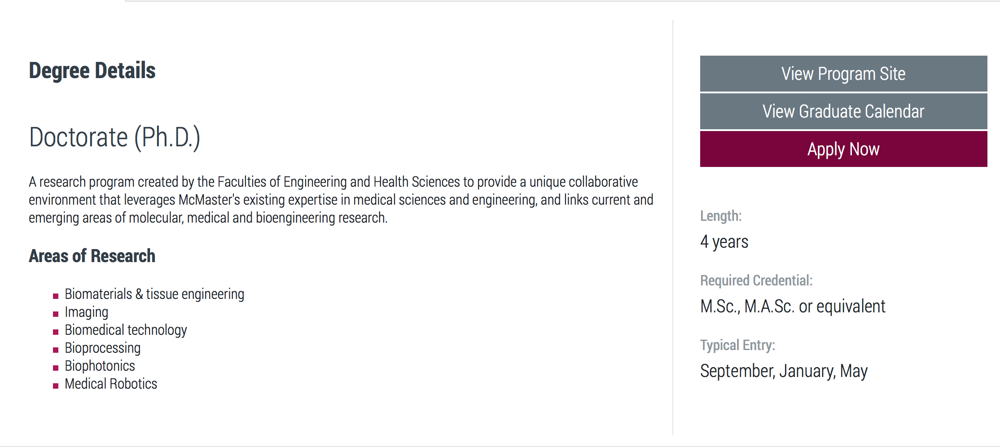 Degree Details
Doctorate (Ph.D.)
A research program created by the Faculties of Engineering and Health Sciences to provide a unique collaborative
environment that leverages McMaster's existing expertise in medical sciences and engineering, and links current and
emerging areas of molecular, medical and bioengineering research.
Areas of Research
Biomaterials & tissue engineering
Imaging
Biomedical technology
Bioprocessing
Biophotonics
Medical Robotics
View Program Site
View Graduate Calendar
Apply Now
Length:
4 years
Required Credential:
M.Sc., M.A.Sc. or equivalent
Typical Entry:
September, January, May